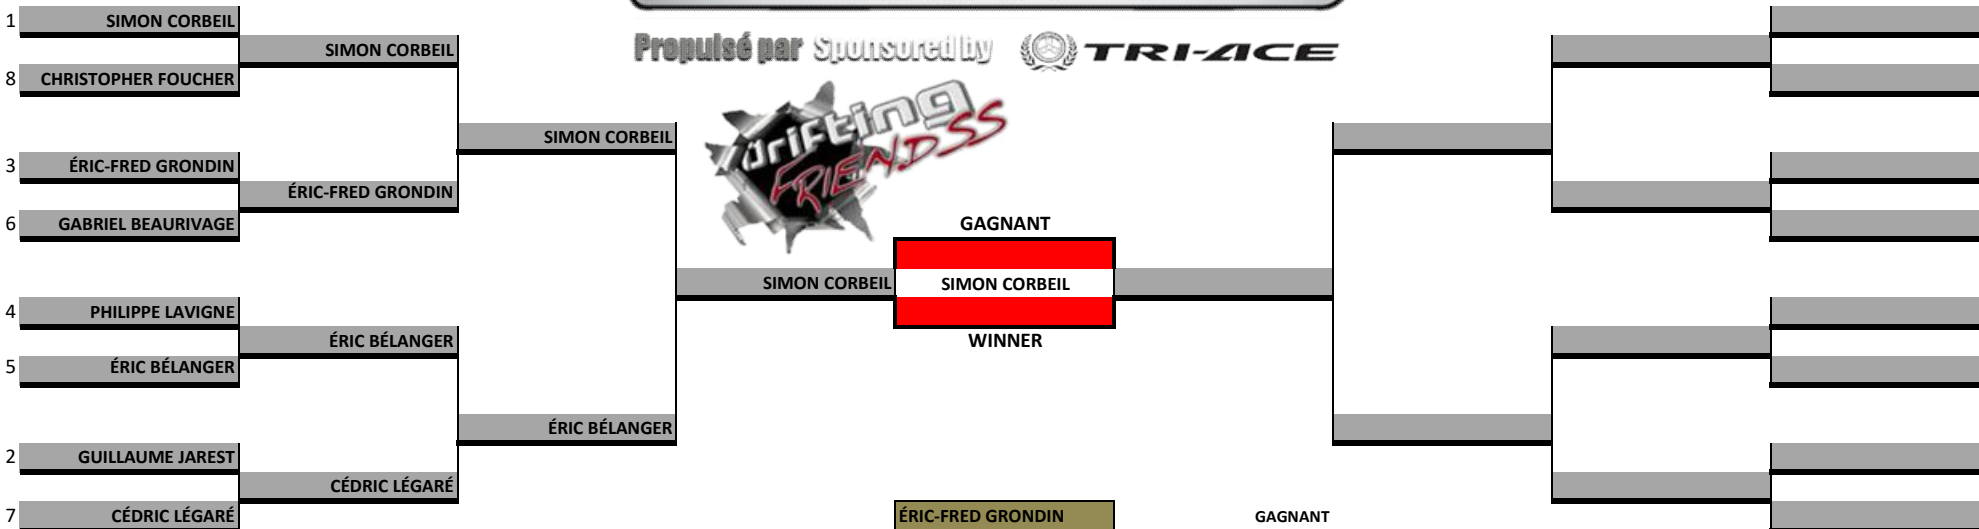 1 SIMON CORBEIL
SIMON CORBEIL
8 CHRISTOPHER FOUCHER
SIMON CORBEIL
3 ÉRIC-FRED GRONDIN
ÉRIC-FRED GRONDIN
6 GABRIEL BEAURIVAGE
SIMON CORBEIL
4 PHILIPPE LAVIGNE
ÉRIC BÉLANGER
5 ÉRIC BÉLANGER
ÉRIC BÉLANGER
2 GUILLAUME JAREST
CÉDRIC LÉGARÉ
7 CÉDRIC LÉGARÉ
Propulsé par Sponsored by TRI-ACE
Drifting
FRIENDSS
GAGNANT
SIMON CORBEIL
WINNER
ÉRIC-FRED GRONDIN
GAGNANT